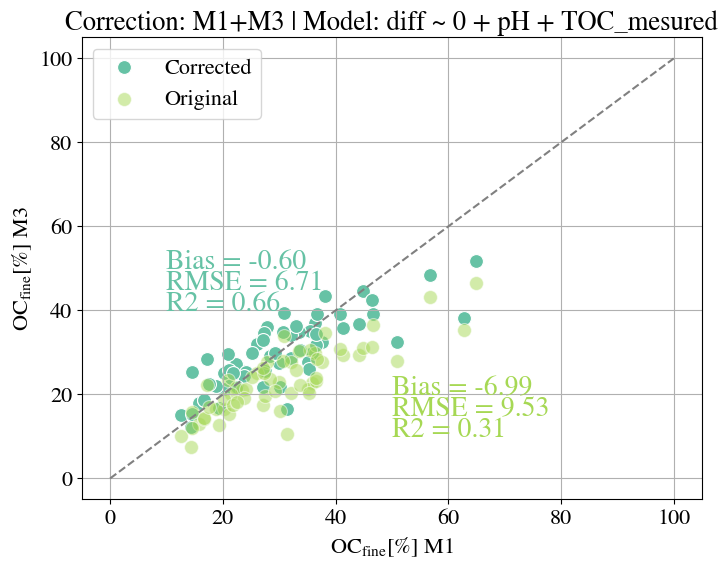 Correction: M1+M3 | Model: diff ~ 0 + pH + TOC_mesured
Corrected
Original
100
80
60
40
20
0
OCfine[%] M3
Bias = -0.60
RMSE = 6.71
R2 = 0.66
Bias = -6.99
RMSE = 9.53
R2 = 0.31
0 20 40 60 80 100
OCfine[%] M1